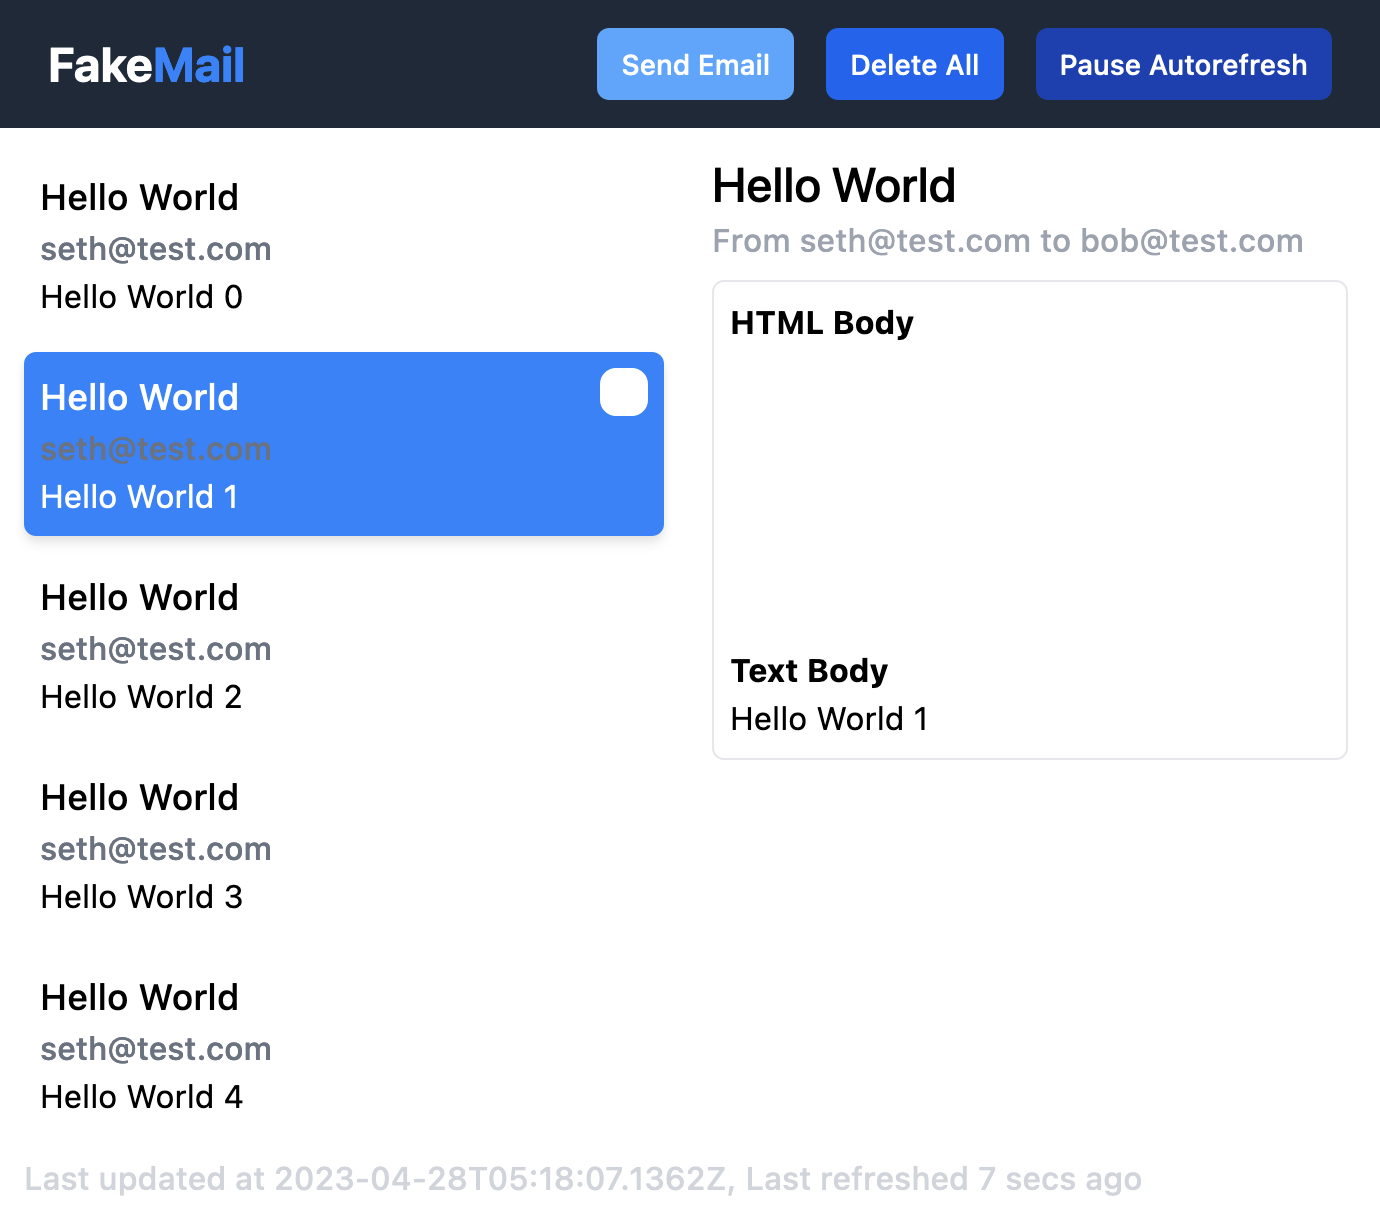 FakeMail
Send Email
Delete All
Pause Autorefresh
Hello World
seth@test.com
Hello World 0
Hello World
seth@test.com
Hello World 1
Hello World
seth@test.com
Hello World 2
Hello World
seth@test.com
Hello World 3
Hello World
seth@test.com
Hello World 4
Hello World
From seth@test.com to bob@test.com
HTML Body
Text Body
Hello World 1
Last updated at 2023-04-28T05:18:07.1362Z, Last refreshed 7 secs ago